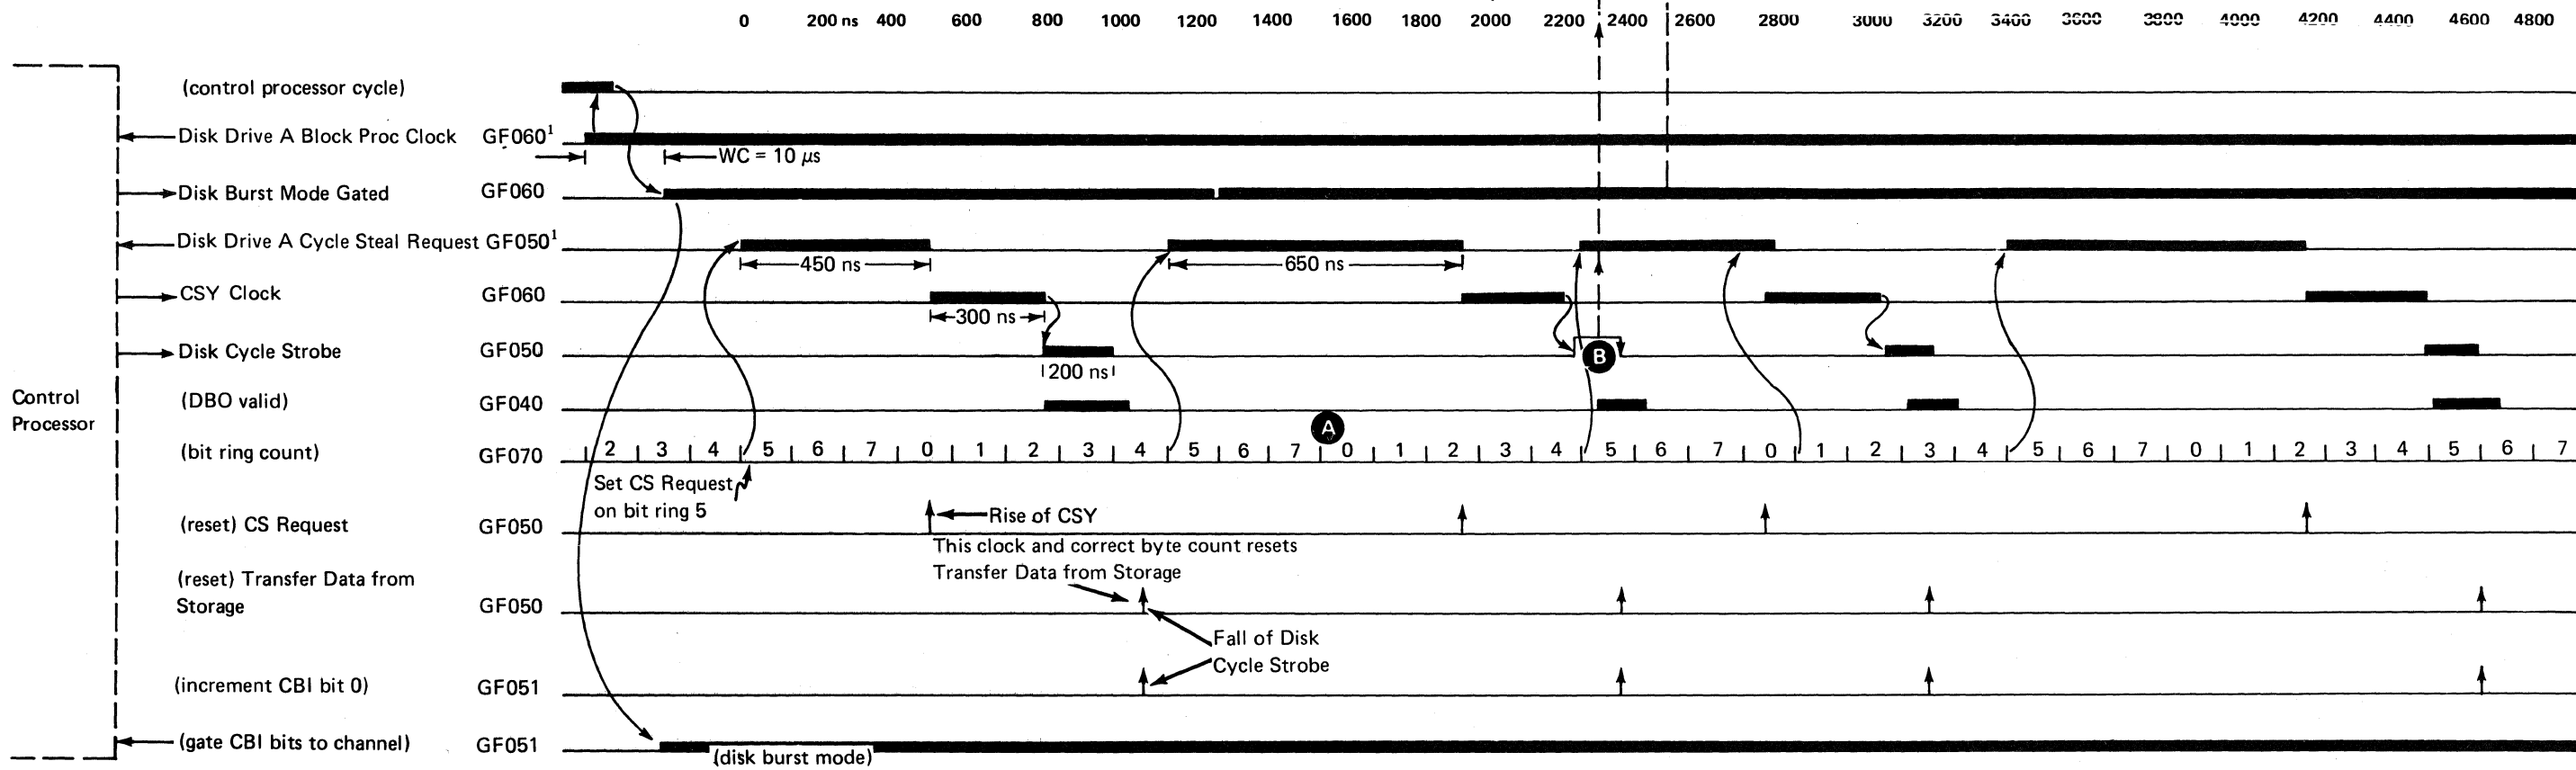 0 200 ns 400 600 800 1000 1200 1400 1600 1800 2000 2200 2400 2600 2800 3000 3200 3400 3600 3800 4000 4200 4400 4600 4800
(control processor cycle)
Disk Drive A Block Proc Clock GF060¹
WC = 10 µs
Disk Burst Mode Gated GF060
Disk Drive A Cycle Steal Request GF050¹
450 ns 650 ns
CSY Clock GF060
300 ns
Disk Cycle Strobe GF050
B
200 ns
Control
Processor
(DBO valid) GF040
A
(bit ring count) GF070 2 3 4 5 6 7 0 1 2 3 4 5 6 7 0 1 2 3 4 5 6 7 0 1 2 3 4 5 6 7 0 1 2 3 4 5 6 7
Set CS Request
on bit ring 5
(reset) CS Request GF050
Rise of CSY
This clock and correct byte count resets
Transfer Data from Storage
(reset) Transfer Data from
Storage GF050
Fall of Disk
Cycle Strobe
(increment CBI bit 0) GF051
(gate CBI bits to channel) GF051
(disk burst mode)